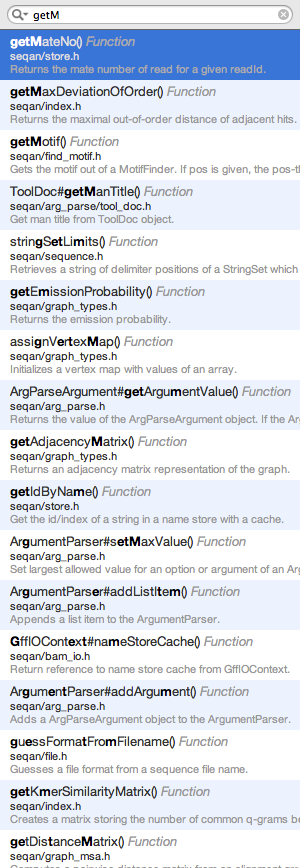 getM
getMateNo() Function
seqan/store.h
Returns the mate number of read for a given readId.
getMaxDeviationOfOrder() Function
seqan/index.h
Returns the maximal out-of-order distance of adjacent hits.
getMotif() Function
seqan/find_motif.h
Gets the motif out of a MotifFinder. If pos is given, the pos-th
ToolDoc#getManTitle() Function
seqan/arg_parse/tool_doc.h
Get man title from ToolDoc object.
stringSetLimits() Function
seqan/sequence.h
Retrieves a string of delimiter positions of a StringSet which
getEmissionProbability() Function
seqan/graph_types.h
Returns the emission probability.
assignVertexMap() Function
seqan/graph_types.h
Initializes a vertex map with values of an array.
ArgParseArgument#getArgumentValue() Function
seqan/arg_parse.h
Returns the value of the ArgParseArgument object. If the Ar
getAdjacencyMatrix() Function
seqan/graph_types.h
Returns an adjacency matrix representation of the graph.
getIdByName() Function
seqan/store.h
Get the id/index of a string in a name store with a cache.
ArgumentParser#setMaxValue() Function
seqan/arg_parse.h
Set largest allowed value for an option or argument of an Ar
ArgumentParser#addListItem() Function
seqan/arg_parse.h
Appends a list item to the ArgumentParser.
GffIOContext#nameStoreCache() Function
seqan/bam_io.h
Return reference to name store cache from GffIOContext.
ArgumentParser#addArgument() Function
seqan/arg_parse.h
Adds a ArgParseArgument object to the ArgumentParser.
guessFormatFromFilename() Function
seqan/file.h
Guesses a file format from a sequence file name.
getKmerSimilarityMatrix() Function
seqan/index.h
Creates a matrix storing the number of common q-grams be
getDistanceMatrix() Function
seqan/graph_msa.h